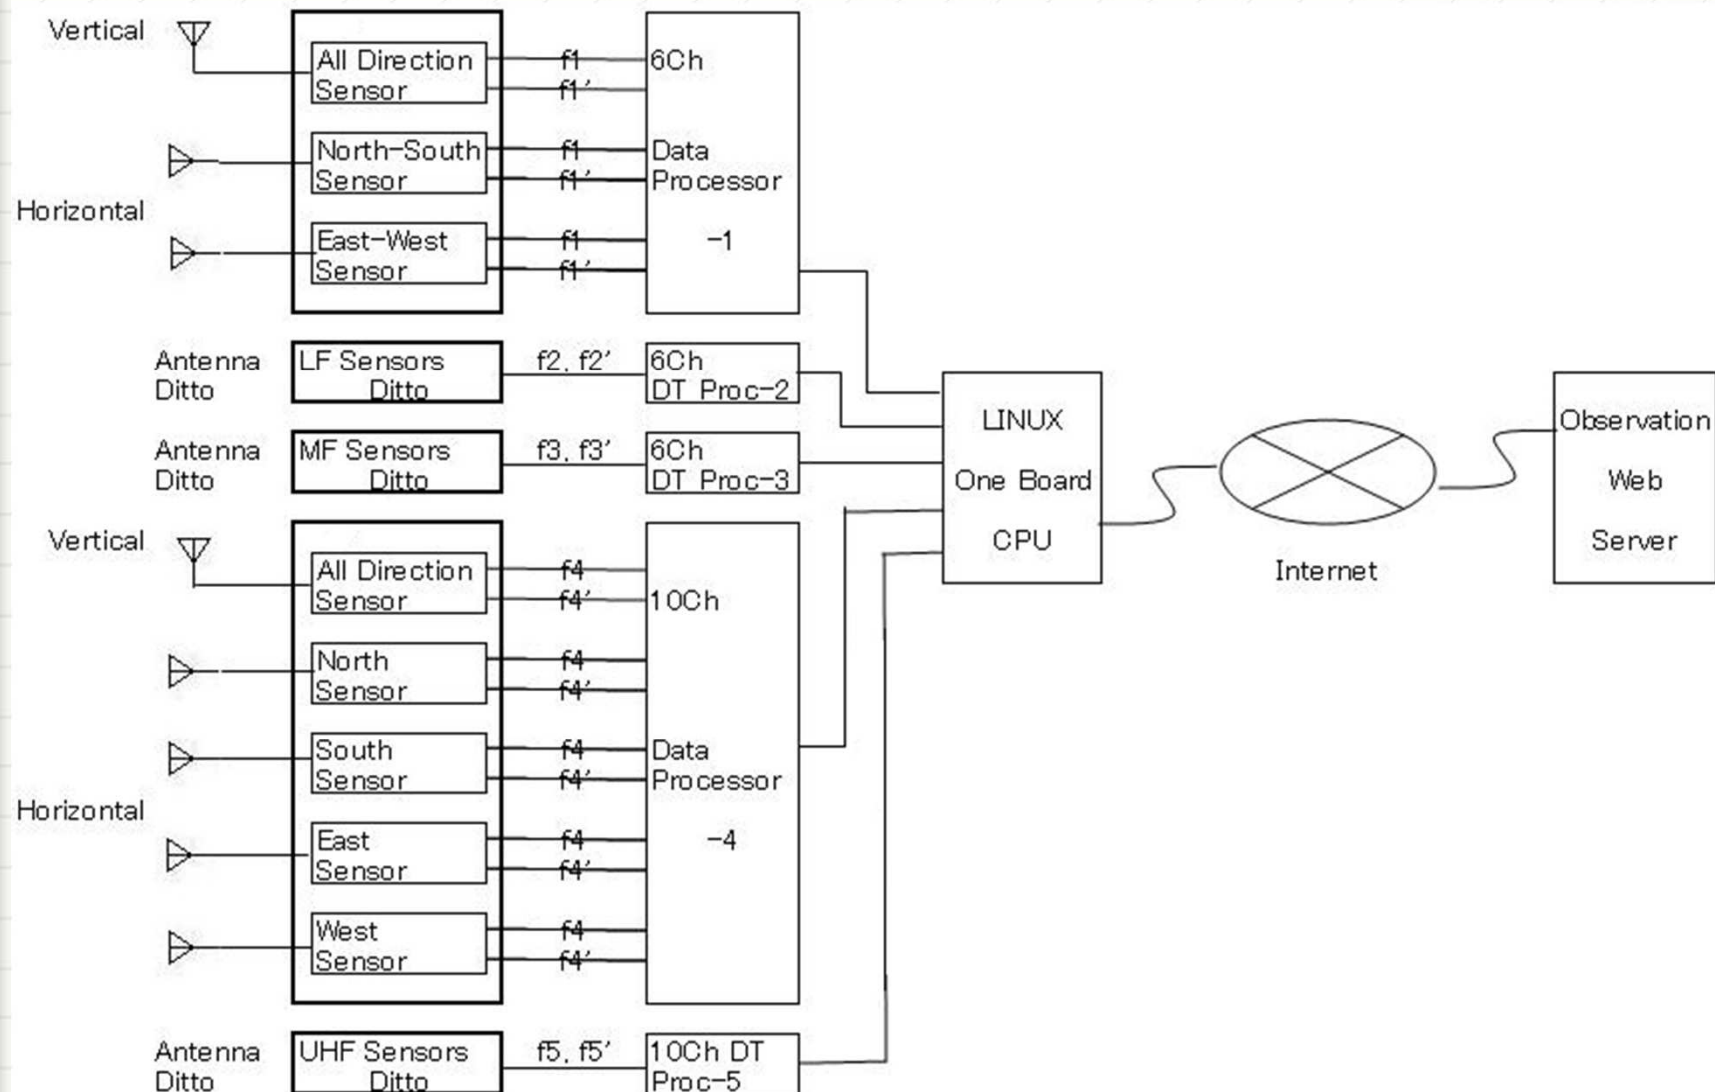 Vertical
All Direction
Sensor
f1
f1´
6Ch
North-South
Sensor
f1
f1´
Data
Processor
Horizontal
East-West
Sensor
f1
f1´
-1
Antenna
Ditto
LF Sensors
Ditto
f2, f2’
6Ch
DT Proc-2
Antenna
Ditto
MF Sensors
Ditto
f3, f3’
6Ch
DT Proc-3
LINUX
One Board
CPU
Internet
Observation
Web
Server
Vertical
All Direction
Sensor
f4
f4’
10Ch
North
Sensor
f4
f4’
South
Sensor
f4
f4’
Data
Processor
Horizontal
East
Sensor
f4
f4’
-4
West
Sensor
f4
f4’
Antenna
Ditto
UHF Sensors
Ditto
f5, f5’
10Ch DT
Proc-5